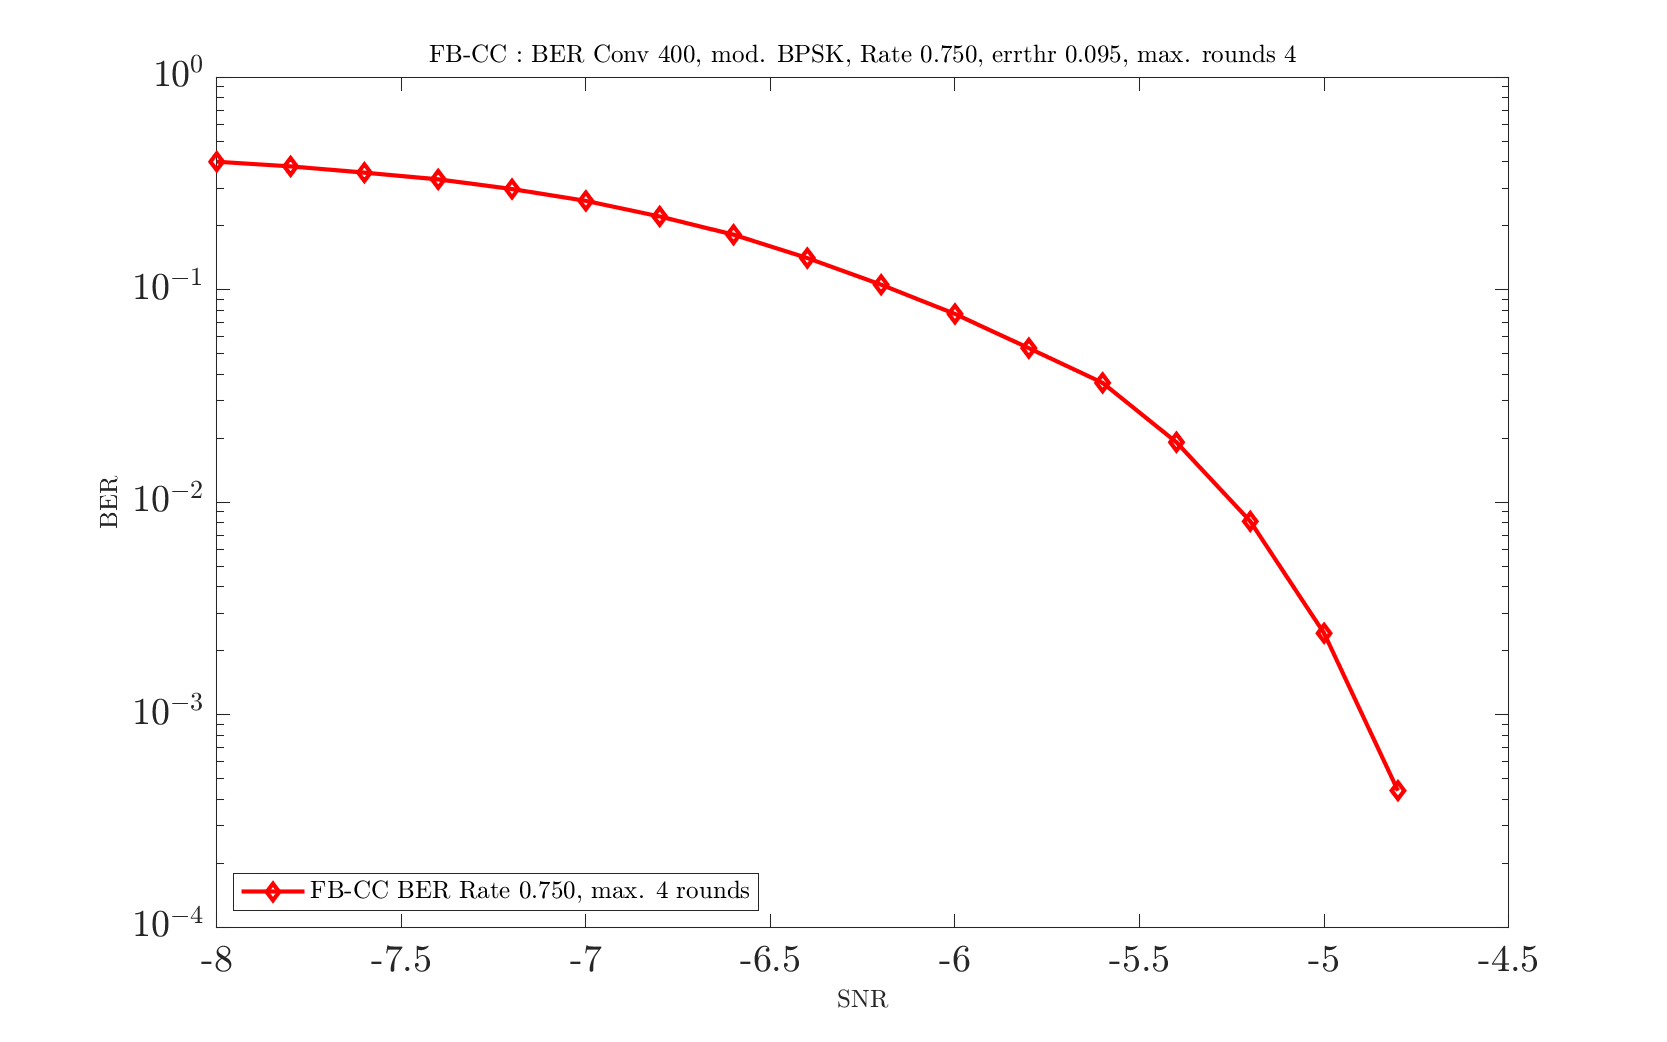 FB-CC : BER Conv 400, mod. BPSK, Rate 0.750, errthr 0.095, max. rounds 4
10^0
10^{-1}
10^{-2}
10^{-3}
10^{-4}
BER
FB-CC BER Rate 0.750, max. 4 rounds
-8 -7.5 -7 -6.5 -6 -5.5 -5 -4.5
SNR